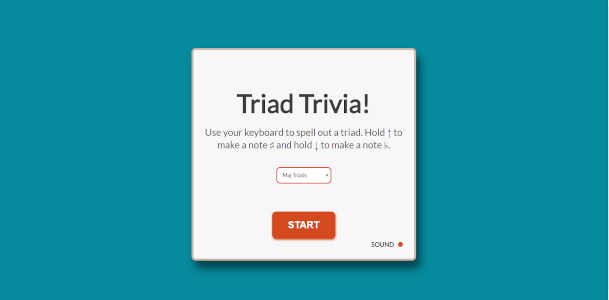 Triad Trivia!
Use your keyboard to spell out a triad. Hold ↑ to
make a note ♯ and hold ↓ to make a note ♭.
Maj Triads
START
SOUND